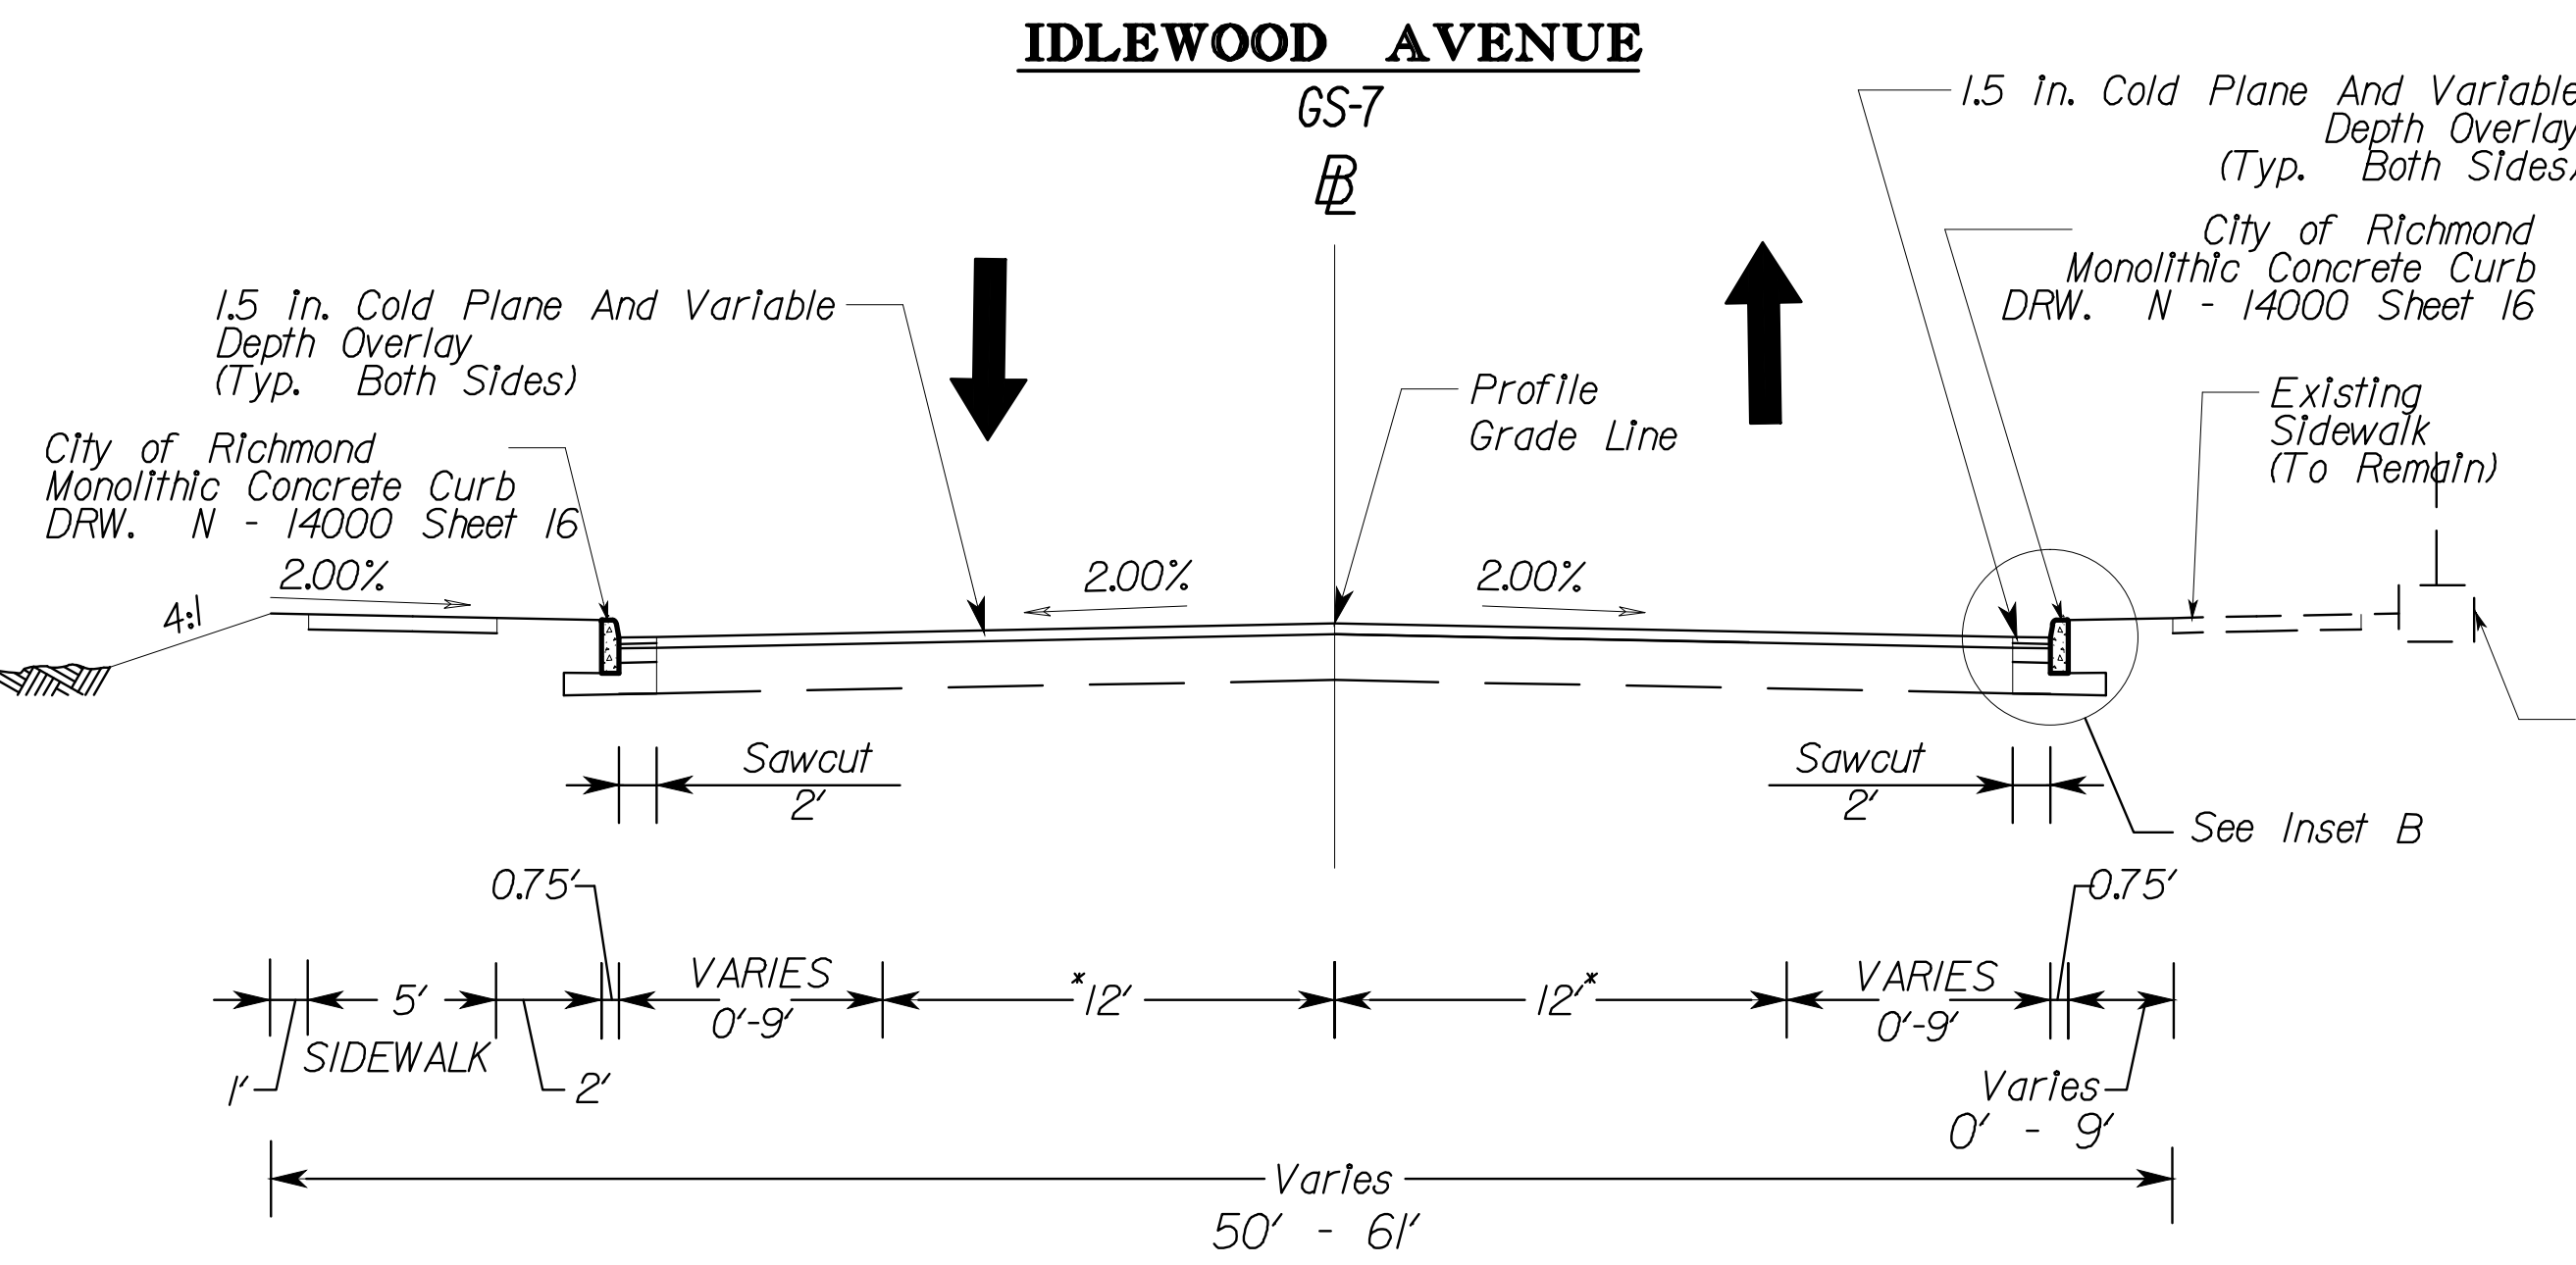 IDLEWOOD AVENUE
GS-7
BL
1.5 in. Cold Plane And Variable
Depth Overlay
(Typ. Both Sides)
City of Richmond
Monolithic Concrete Curb
DRW. N - 14000 Sheet 16
1.5 in. Cold Plane And Variable
Depth Overlay
(Typ. Both Sides)
City of Richmond
Monolithic Concrete Curb
DRW. N - 14000 Sheet 16
Profile
Grade Line
Existing
Sidewalk
(To Remain)
4:1
2.00%
2.00%
2.00%
Sawcut
2'
Sawcut
2'
See Inset B
0.75'
0.75'
5'
SIDEWALK
VARIES
0'-9'
*12'
12'*
VARIES
0'-9'
1'
2'
Varies
0' - 9'
Varies
50' - 61'